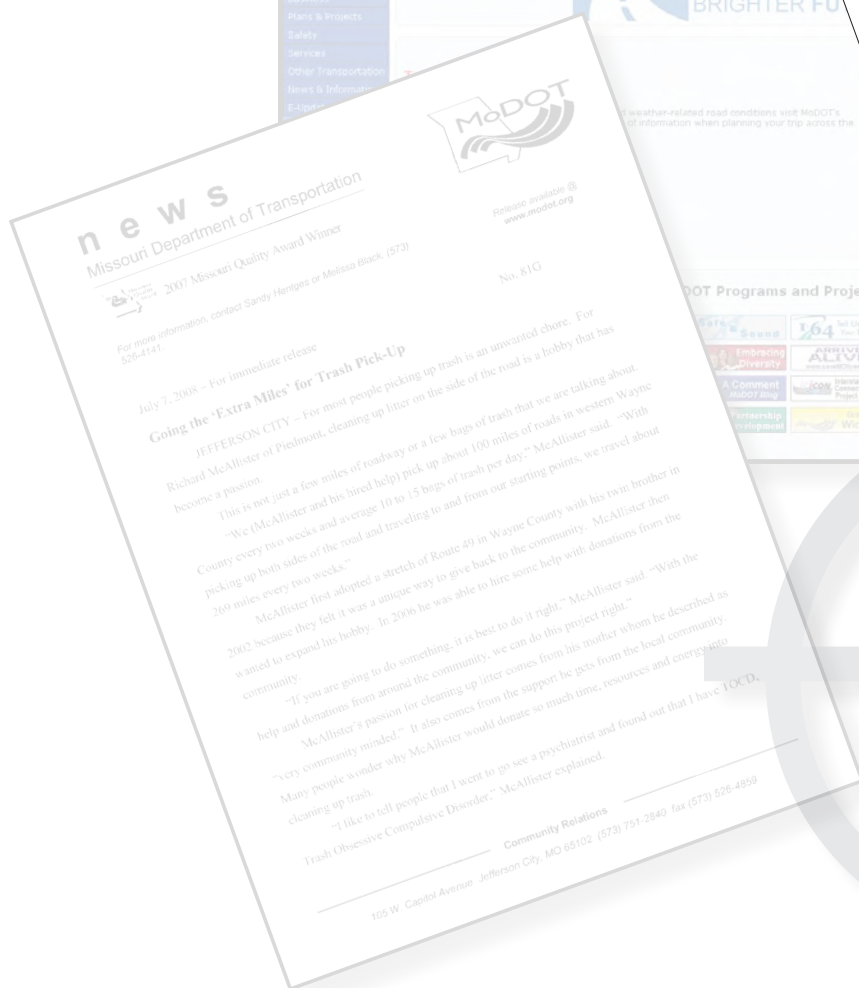 BRIGHTER FU
Plans & Projects
Safety
Services
Other Transportation
News & Informati
E-Upda
d weather-related road conditions visit MoDOT's
of information when planning your trip across the
MoDOT
news
Missouri Department of Transportation
Release available @
www.modot.org
2007 Missouri Quality Award Winner
For more information, contact Sandy Hentges or Melissa Black, (573)
526-4141.
No. 81G
July 7, 2008 – For immediate release
Going the ‘Extra Miles’ for Trash Pick-Up
JEFFERSON CITY – For most people picking up trash is an unwanted chore. For
Richard McAllister of Piedmont, cleaning up litter on the side of the road is a hobby that has
become a passion.
This is not just a few miles of roadway or a few bags of trash that we are talking about.
“We (McAllister and his hired help) pick up about 100 miles of roads in western Wayne
County every two weeks and average 10 to 15 bags of trash per day,” McAllister said. “With
picking up both sides of the road and traveling to and from our starting points, we travel about
269 miles every two weeks.”
McAllister first adopted a stretch of Route 49 in Wayne County with his twin brother in
2002 because they felt it was a unique way to give back to the community. McAllister then
wanted to expand his hobby. In 2006 he was able to hire some help with donations from the
community.
“If you are going to do something, it is best to do it right,” McAllister said. “With the
help and donations from around the community, we can do this project right.”
McAllister’s passion for cleaning up litter comes from his mother whom he described as
“very community minded.” It also comes from the support he gets from the local community.
Many people wonder why McAllister would donate so much time, resources and energy into
cleaning up trash.
“I like to tell people that I went to go see a psychiatrist and found out that I have TOCD,
Trash Obsessive Compulsive Disorder,” McAllister explained.
Community Relations
105 W. Capitol Avenue Jefferson City, MO 65102 (573) 751-2840 fax (573) 526-4859
DOT Programs and Proje
Sound
I-64
Embracing
Diversity
ALIV
A Comment
MoDOT Blog
Partnership
Development